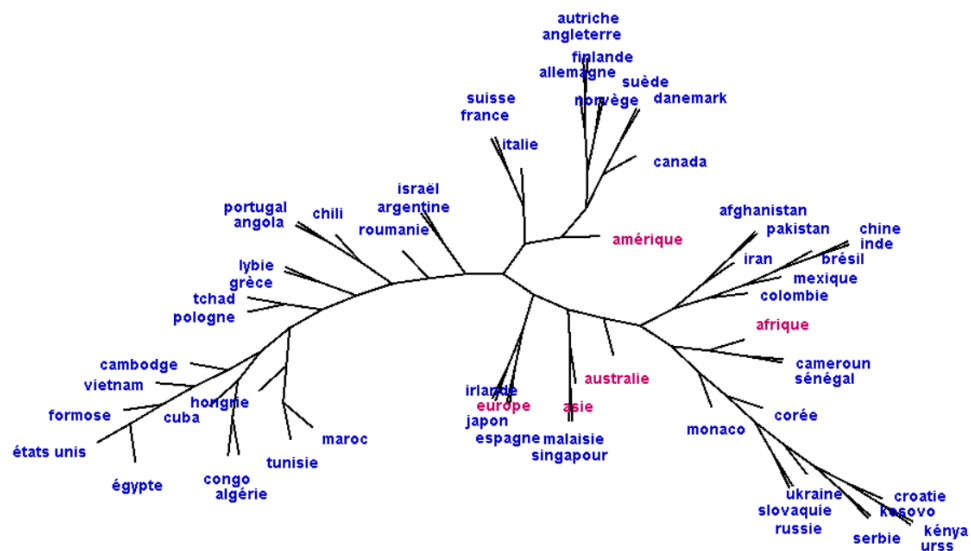 autriche
angleterre
finlande
allemagne
suède
norvège
danemark
suisse
france
italie
canada
israël
argentine
portugal
angola
chili
roumanie
amérique
afghanistan
pakistan
chine
inde
iran
brésil
mexique
colombie
lybie
grèce
tchad
pologne
afrique
cambodge
vietnam
formose
cuba
hongrie
états unis
égypte
congo
algérie
tunisie
maroc
irlande
europe
japon
espagne
australie
asie
malaisie
singapour
cameroun
sénégal
corée
monaco
ukraine
slovaquie
russie
croatie
kosovo
serbie
kénya
urss